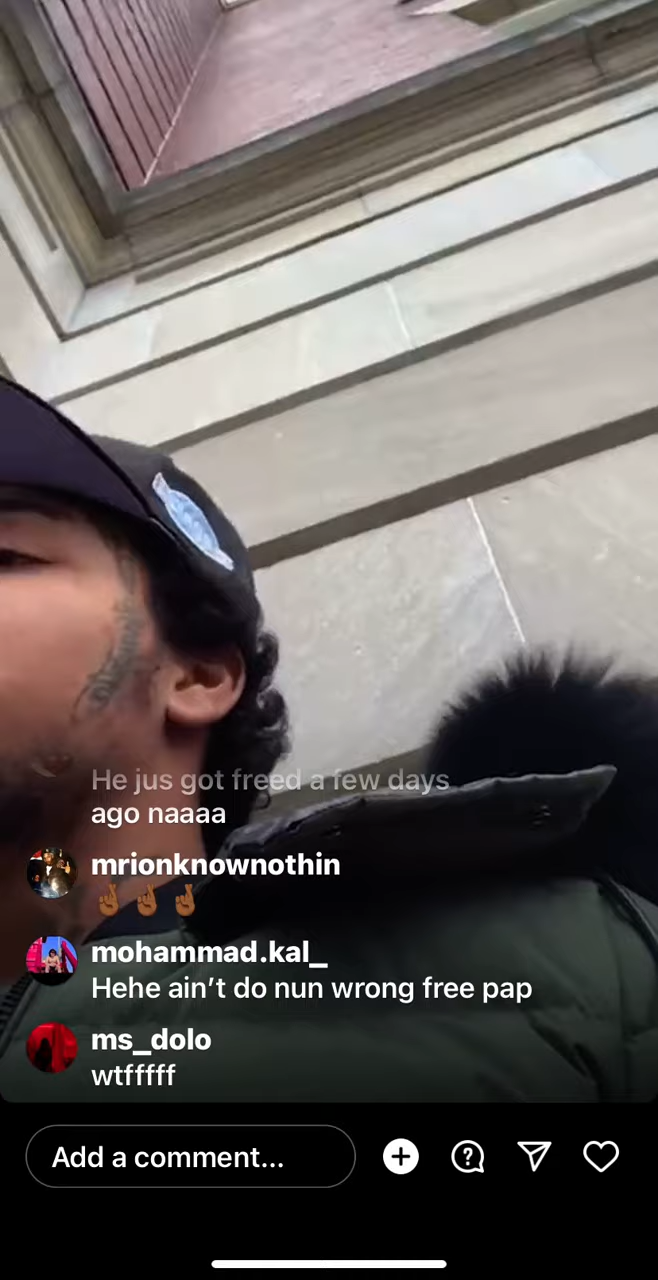 He jus got freed a few days
ago naaaa
mrionknownothin
🤞🏾🤞🏾🤞🏾
mohammad.kal_
Hehe ain’t do nun wrong free pap
ms_dolo
wtfffff
Add a comment...